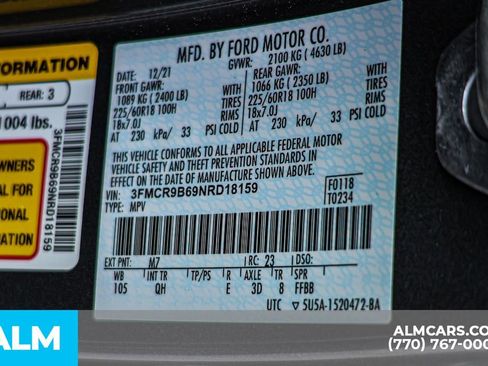 FORMATION
REAR: 3
1004 lbs.
3FMCR9B69NRD18159
WNERS
AL FOR
TIONAL
ATION
MFD. BY FORD MOTOR CO.
12/21
GVWR: 2100 KG ( 4630 LB)
FRONT GAWR: REAR GAWR:
1089 KG ( 2400 LB) 1066 KG ( 2350 LB)
225/60R18 100H TIRES 225/60R18 100H TIRES
18x7.0J RIMS 18x7.0J RIMS
AT 230 kPa/ 33 PSI COLD AT 230 kPa/ 33 PSI COLD
THIS VEHICLE CONFORMS TO ALL APPLICABLE FEDERAL MOTOR
VEHICLE SAFETY AND THEFT PREVENTION STANDARDS IN
EFFECT ON THE DATE OF MANUFACTURE SHOWN ABOVE.
VIN: 3FMCR9B69NRD18159
TYPE: MPV
F0118
T0234
EXT PNT: M7 RC: 23 DSO:
WB INT TR TP/PS R AXLE TR SPR
105 QH E 3D 8 FFBB
UTC 5U5A-1520472-BA
ALM
ALMCARS.CO
(770) 767-000